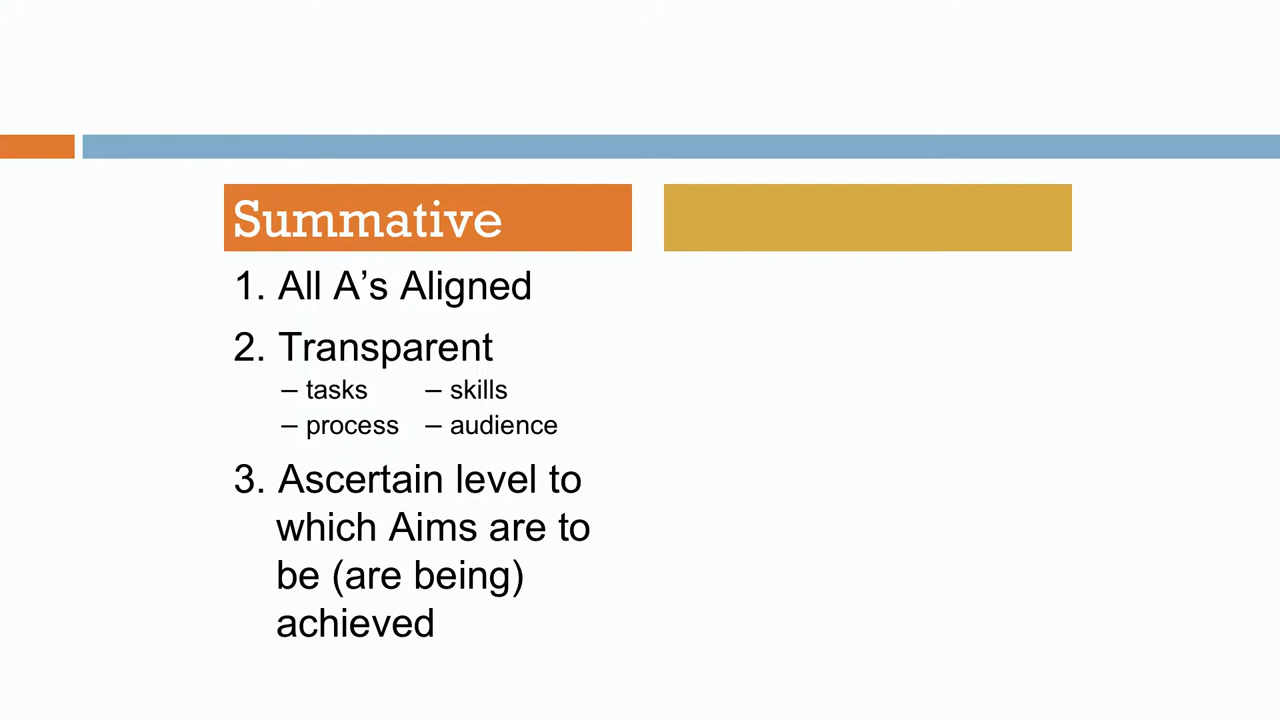 Summative
1. All A’s Aligned
2. Transparent
– tasks – skills
– process – audience
3. Ascertain level to
which Aims are to
be (are being)
achieved